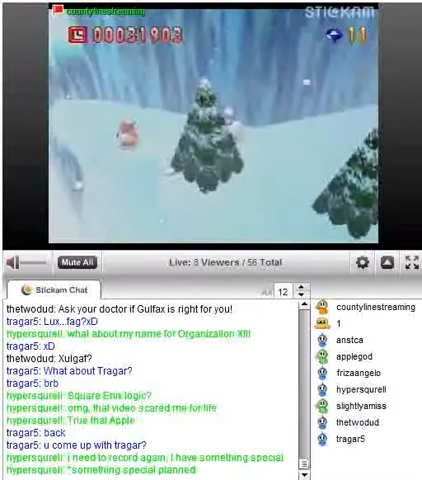 countylinestreaming
STICKAM
00031903
11
Mute All
Live: 8 Viewers / 56 Total
Stickam Chat
12
thetwodud: Ask your doctor if Gulfax is right for you!
tragar5: Lux..fag?xD
hypersqurell: what about my name for Organization XIII
tragar5: xD
thetwodud: Xulgaf?
tragar5: What about Tragar?
tragar5: brb
hypersqurell: Square Enix logic?
hypersqurell: omg, that video scared me for life
hypersqurell: True that Apple
tragar5: back
tragar5: u come up with tragar?
hypersqurell: i need to record again, I have something special
hypersqurell: *something special planned
countylinestreaming
1
anstca
applegod
frizaangelo
hypersqurell
slightlyamiss
thetwodud
tragar5